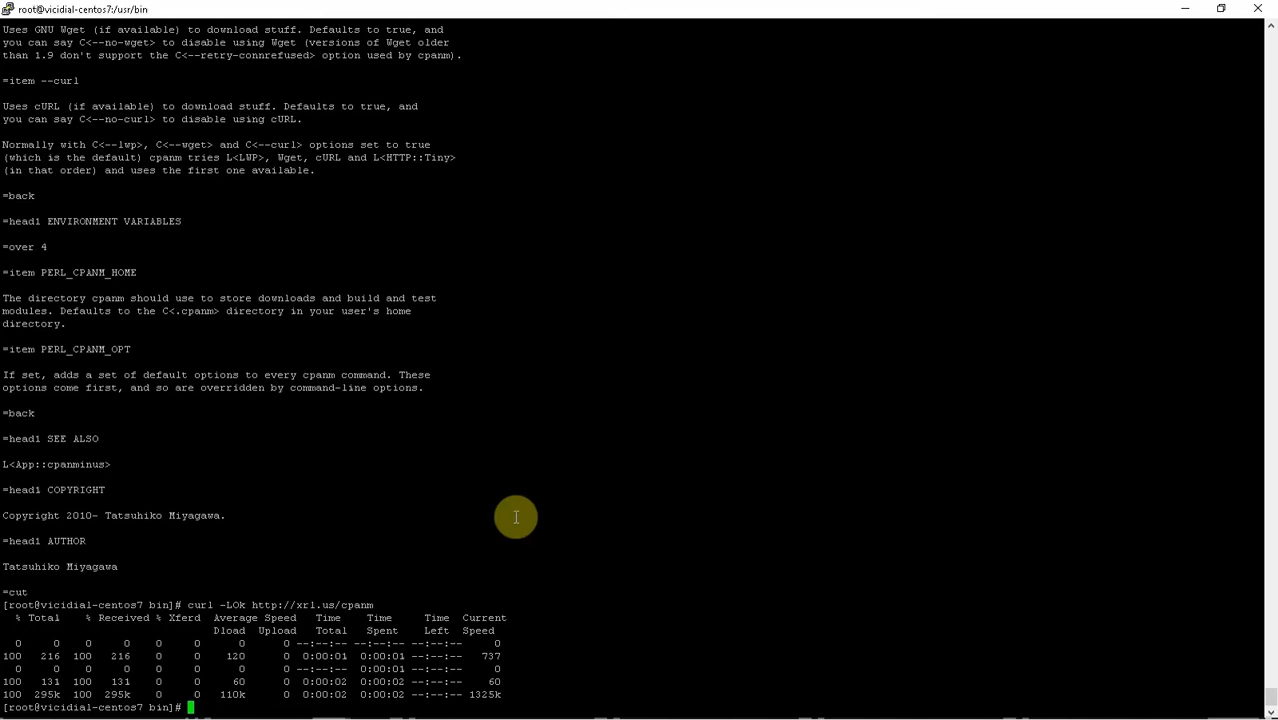 root@vicidial-centos7:/usr/bin
Uses GNU Wget (if available) to download stuff. Defaults to true, and
you can say C<--no-wget> to disable using Wget (versions of Wget older
than 1.9 don't support the C<--retry-connrefused> option used by cpanm).
=item --curl
Uses cURL (if available) to download stuff. Defaults to true, and
you can say C<--no-curl> to disable using cURL.
Normally with C<--lwp>, C<--wget> and C<--curl> options set to true
(which is the default) cpanm tries L<LWP>, Wget, cURL and L<HTTP::Tiny>
(in that order) and uses the first one available.
=back
=head1 ENVIRONMENT VARIABLES
=over 4
=item PERL_CPANM_HOME
The directory cpanm should use to store downloads and build and test
modules. Defaults to the C<.cpanm> directory in your user's home
directory.
=item PERL_CPANM_OPT
If set, adds a set of default options to every cpanm command. These
options come first, and so are overridden by command-line options.
=back
=head1 SEE ALSO
L<App::cpanminus>
=head1 COPYRIGHT
Copyright 2010- Tatsuhiko Miyagawa.
=head1 AUTHOR
Tatsuhiko Miyagawa
=cut
[root@vicidial-centos7 bin]# curl -LOk http://xrl.us/cpanm
% Total % Received % Xferd Average Speed Time Time Time Current
Dload Upload Total Spent Left Speed
0 0 0 0 0 0 0 0 --:--:-- --:--:-- --:--:-- 0
100 216 100 216 0 0 120 0 0:00:01 0:00:01 --:--:-- 737
0 0 0 0 0 0 0 0 --:--:-- 0:00:01 --:--:-- 0
100 131 100 131 0 0 60 0 0:00:02 0:00:02 --:--:-- 60
100 295k 100 295k 0 0 110k 0 0:00:02 0:00:02 --:--:-- 1325k
[root@vicidial-centos7 bin]#